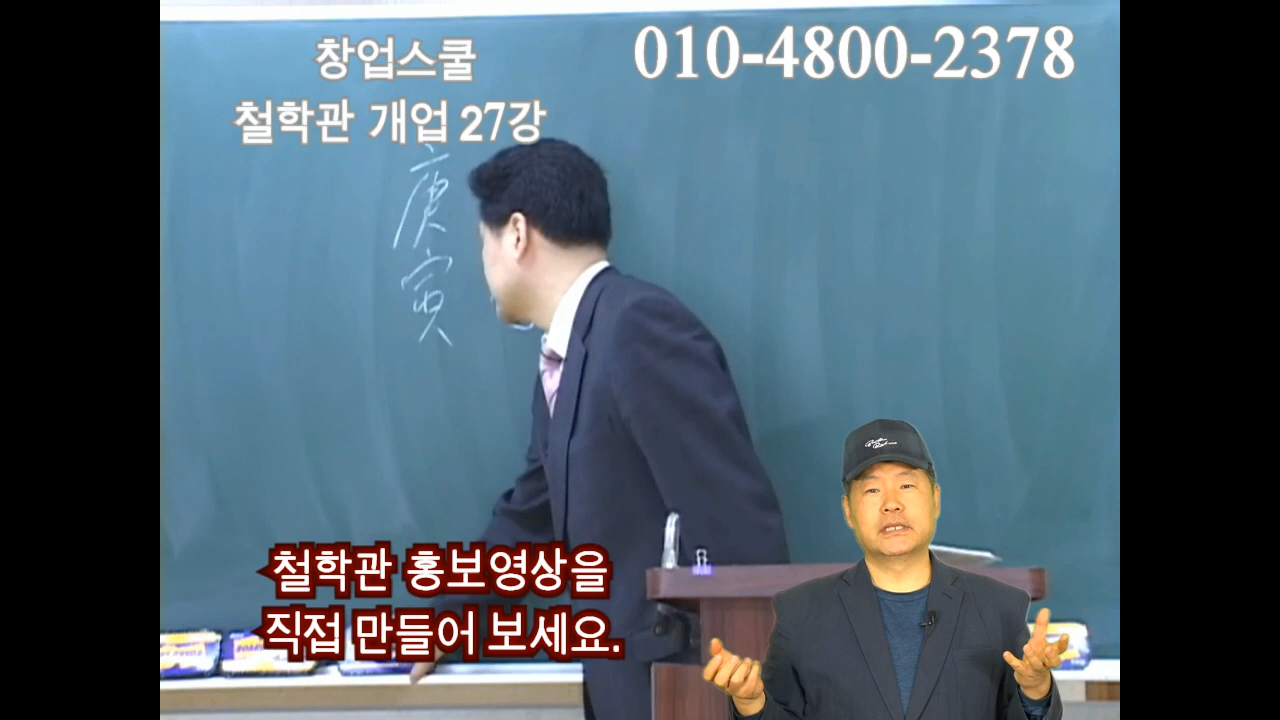 창업스쿨
010-4800-2378
철학관 개업 27강
庚
寅
철학관 홍보영상을
직접 만들어 보세요.